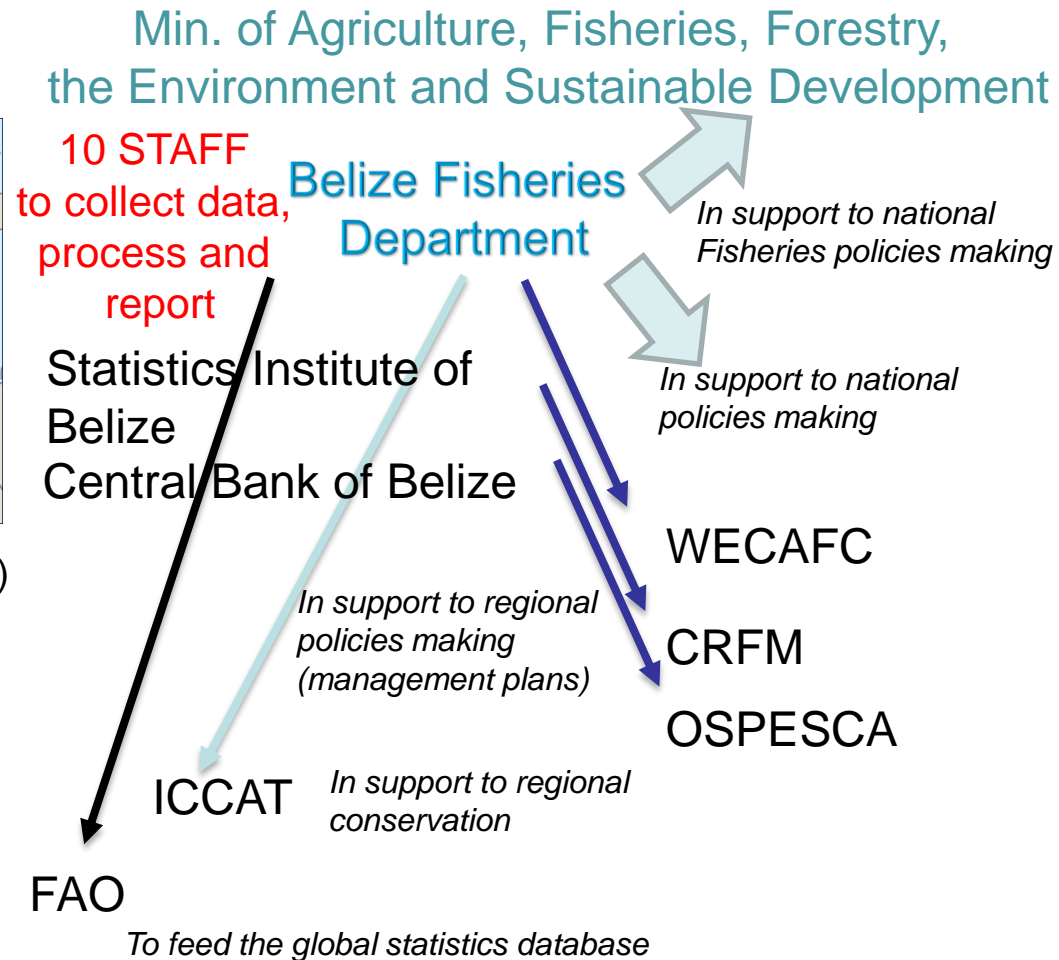 Min. of Agriculture, Fisheries, Forestry,
the Environment and Sustainable Development
10 STAFF
to collect data,
process and
report
Belize Fisheries
Department
In support to national
Fisheries policies making
Statistics Institute of
Belize
Central Bank of Belize
In support to national
policies making
WECAFC
)
In support to regional
policies making
(management plans)
CRFM
OSPESCA
ICCAT
In support to regional
conservation
FAO
To feed the global statistics database